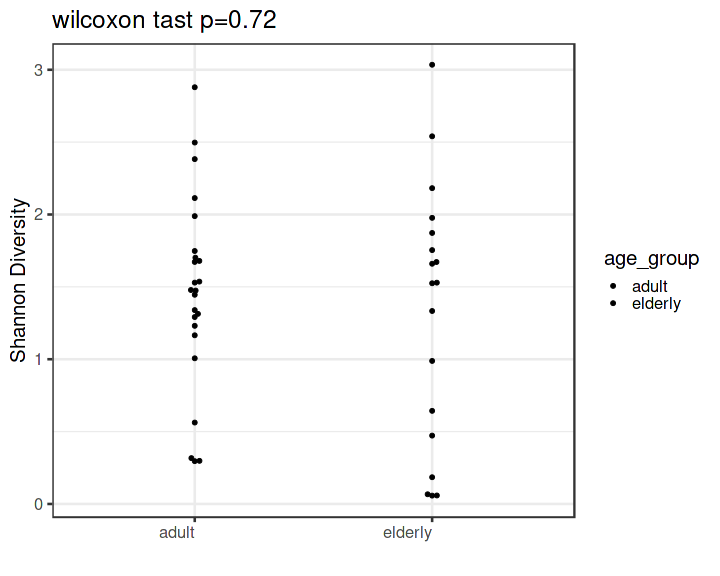 wilcoxon tast p=0.72
3
2
1
0
Shannon Diversity
adult
elderly
age_group
adult
elderly